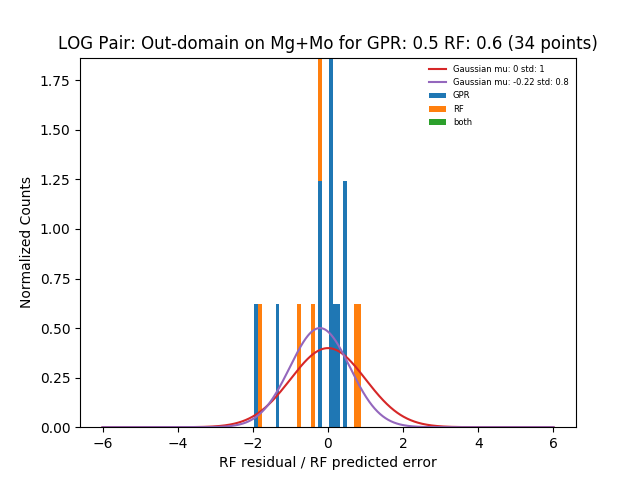 LOG Pair: Out-domain on Mg+Mo for GPR: 0.5 RF: 0.6 (34 points)
Gaussian mu: 0 std: 1
Gaussian mu: -0.22 std: 0.8
GPR
RF
both
Normalized Counts
1.75
1.50
1.25
1.00
0.75
0.50
0.25
0.00
−6 −4 −2 0 2 4 6
RF residual / RF predicted error